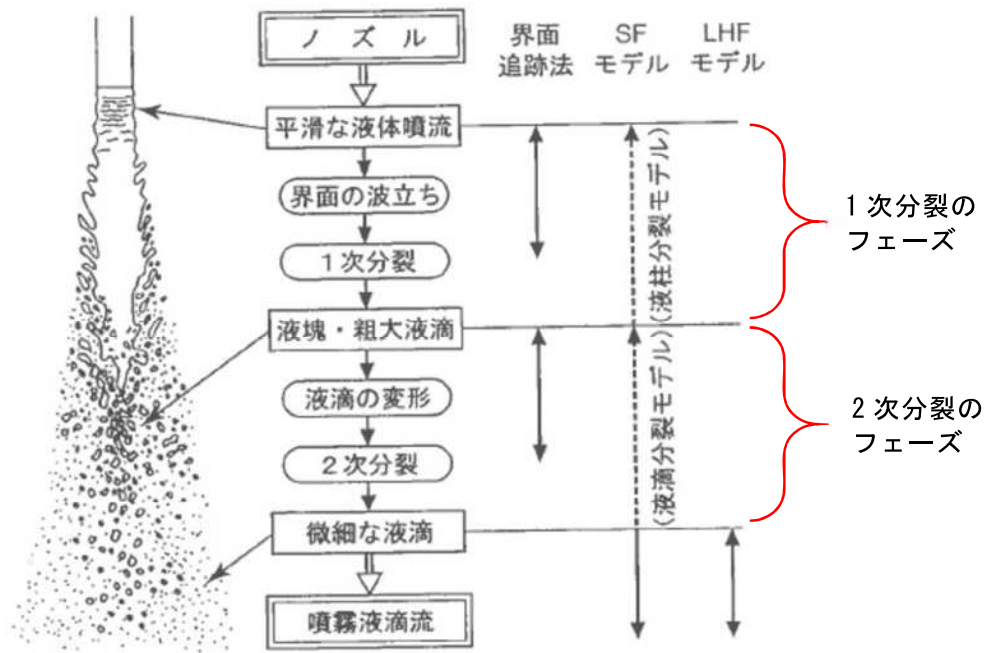 ノズル
界面
追跡法
SF
モデル
LHF
モデル
平滑な液体噴流
界面の波立ち
1次分裂
(液柱分裂モデル)
1次分裂の
フェーズ
液塊・粗大液滴
液滴の変形
2次分裂
(液滴分裂モデル)
2次分裂の
フェーズ
微細な液滴
噴霧液滴流